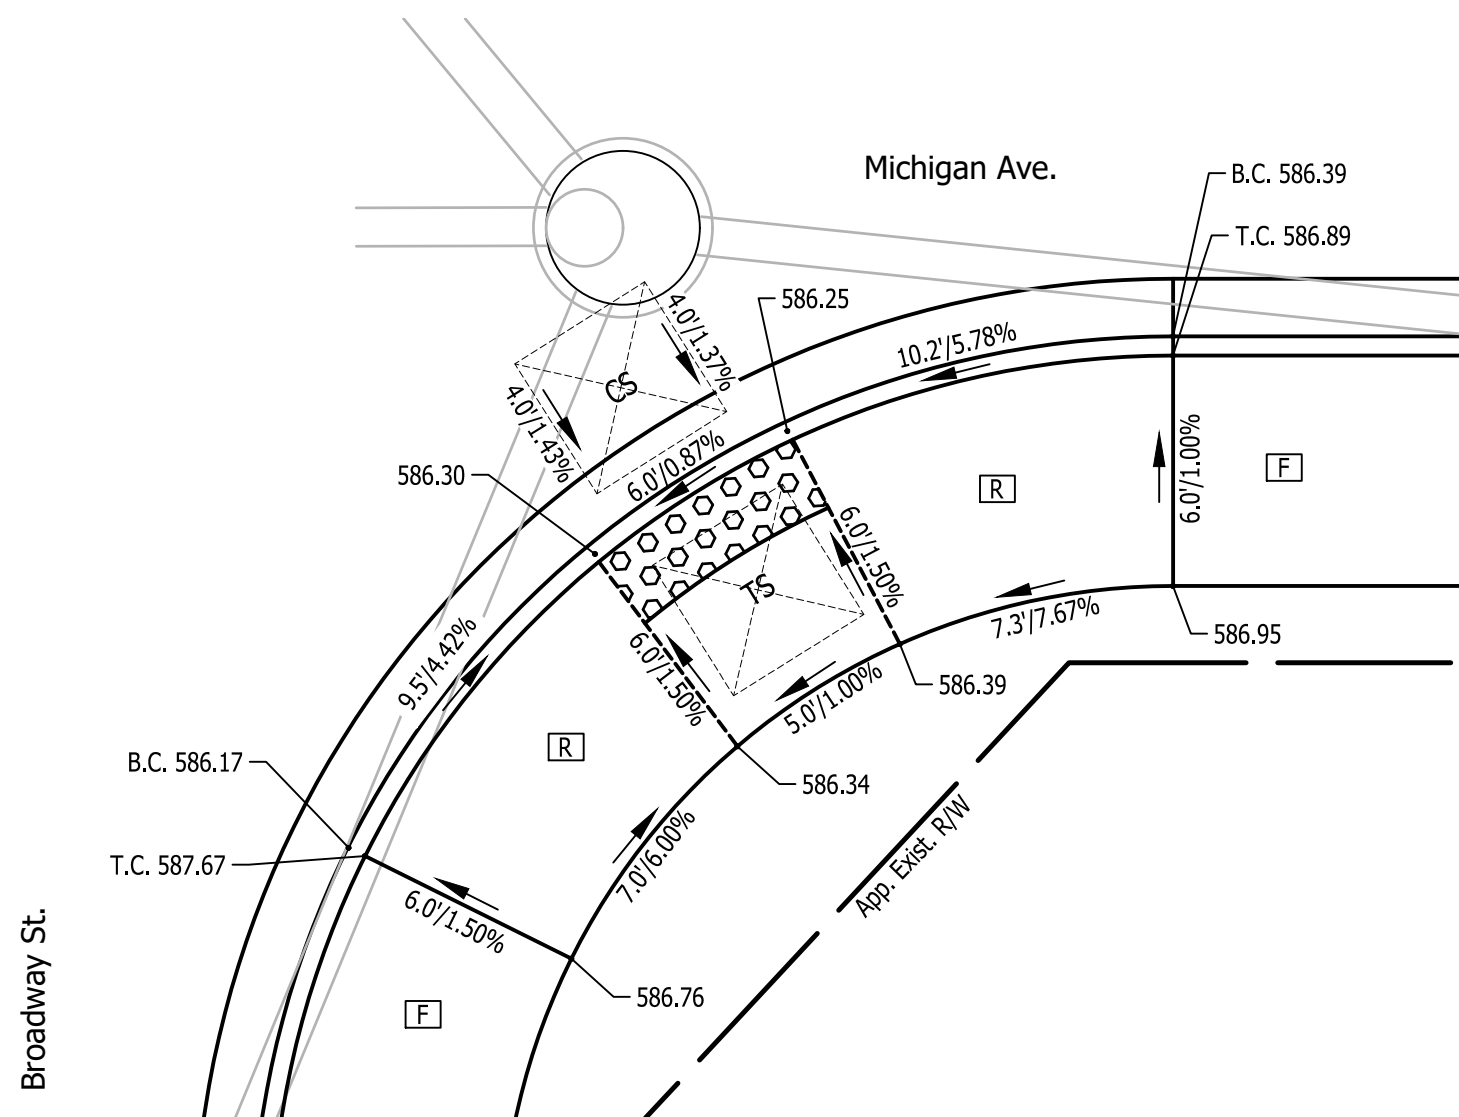 Michigan Ave.
B.C. 586.39
T.C. 586.89
586.25
4.0'/1.37%
10.2'/5.78%
CS
4.0'/1.43%
6.0'/0.87%
586.30
R
F
6.0'/1.00%
6.0'/1.50%
TS
7.3'/7.67%
586.95
9.5'/4.42%
6.0'/1.50%
5.0'/1.00%
586.39
R
B.C. 586.17
586.34
T.C. 587.67
7.0'/6.00%
App. Exist. R/W
6.0'/1.50%
586.76
F
Broadway St.